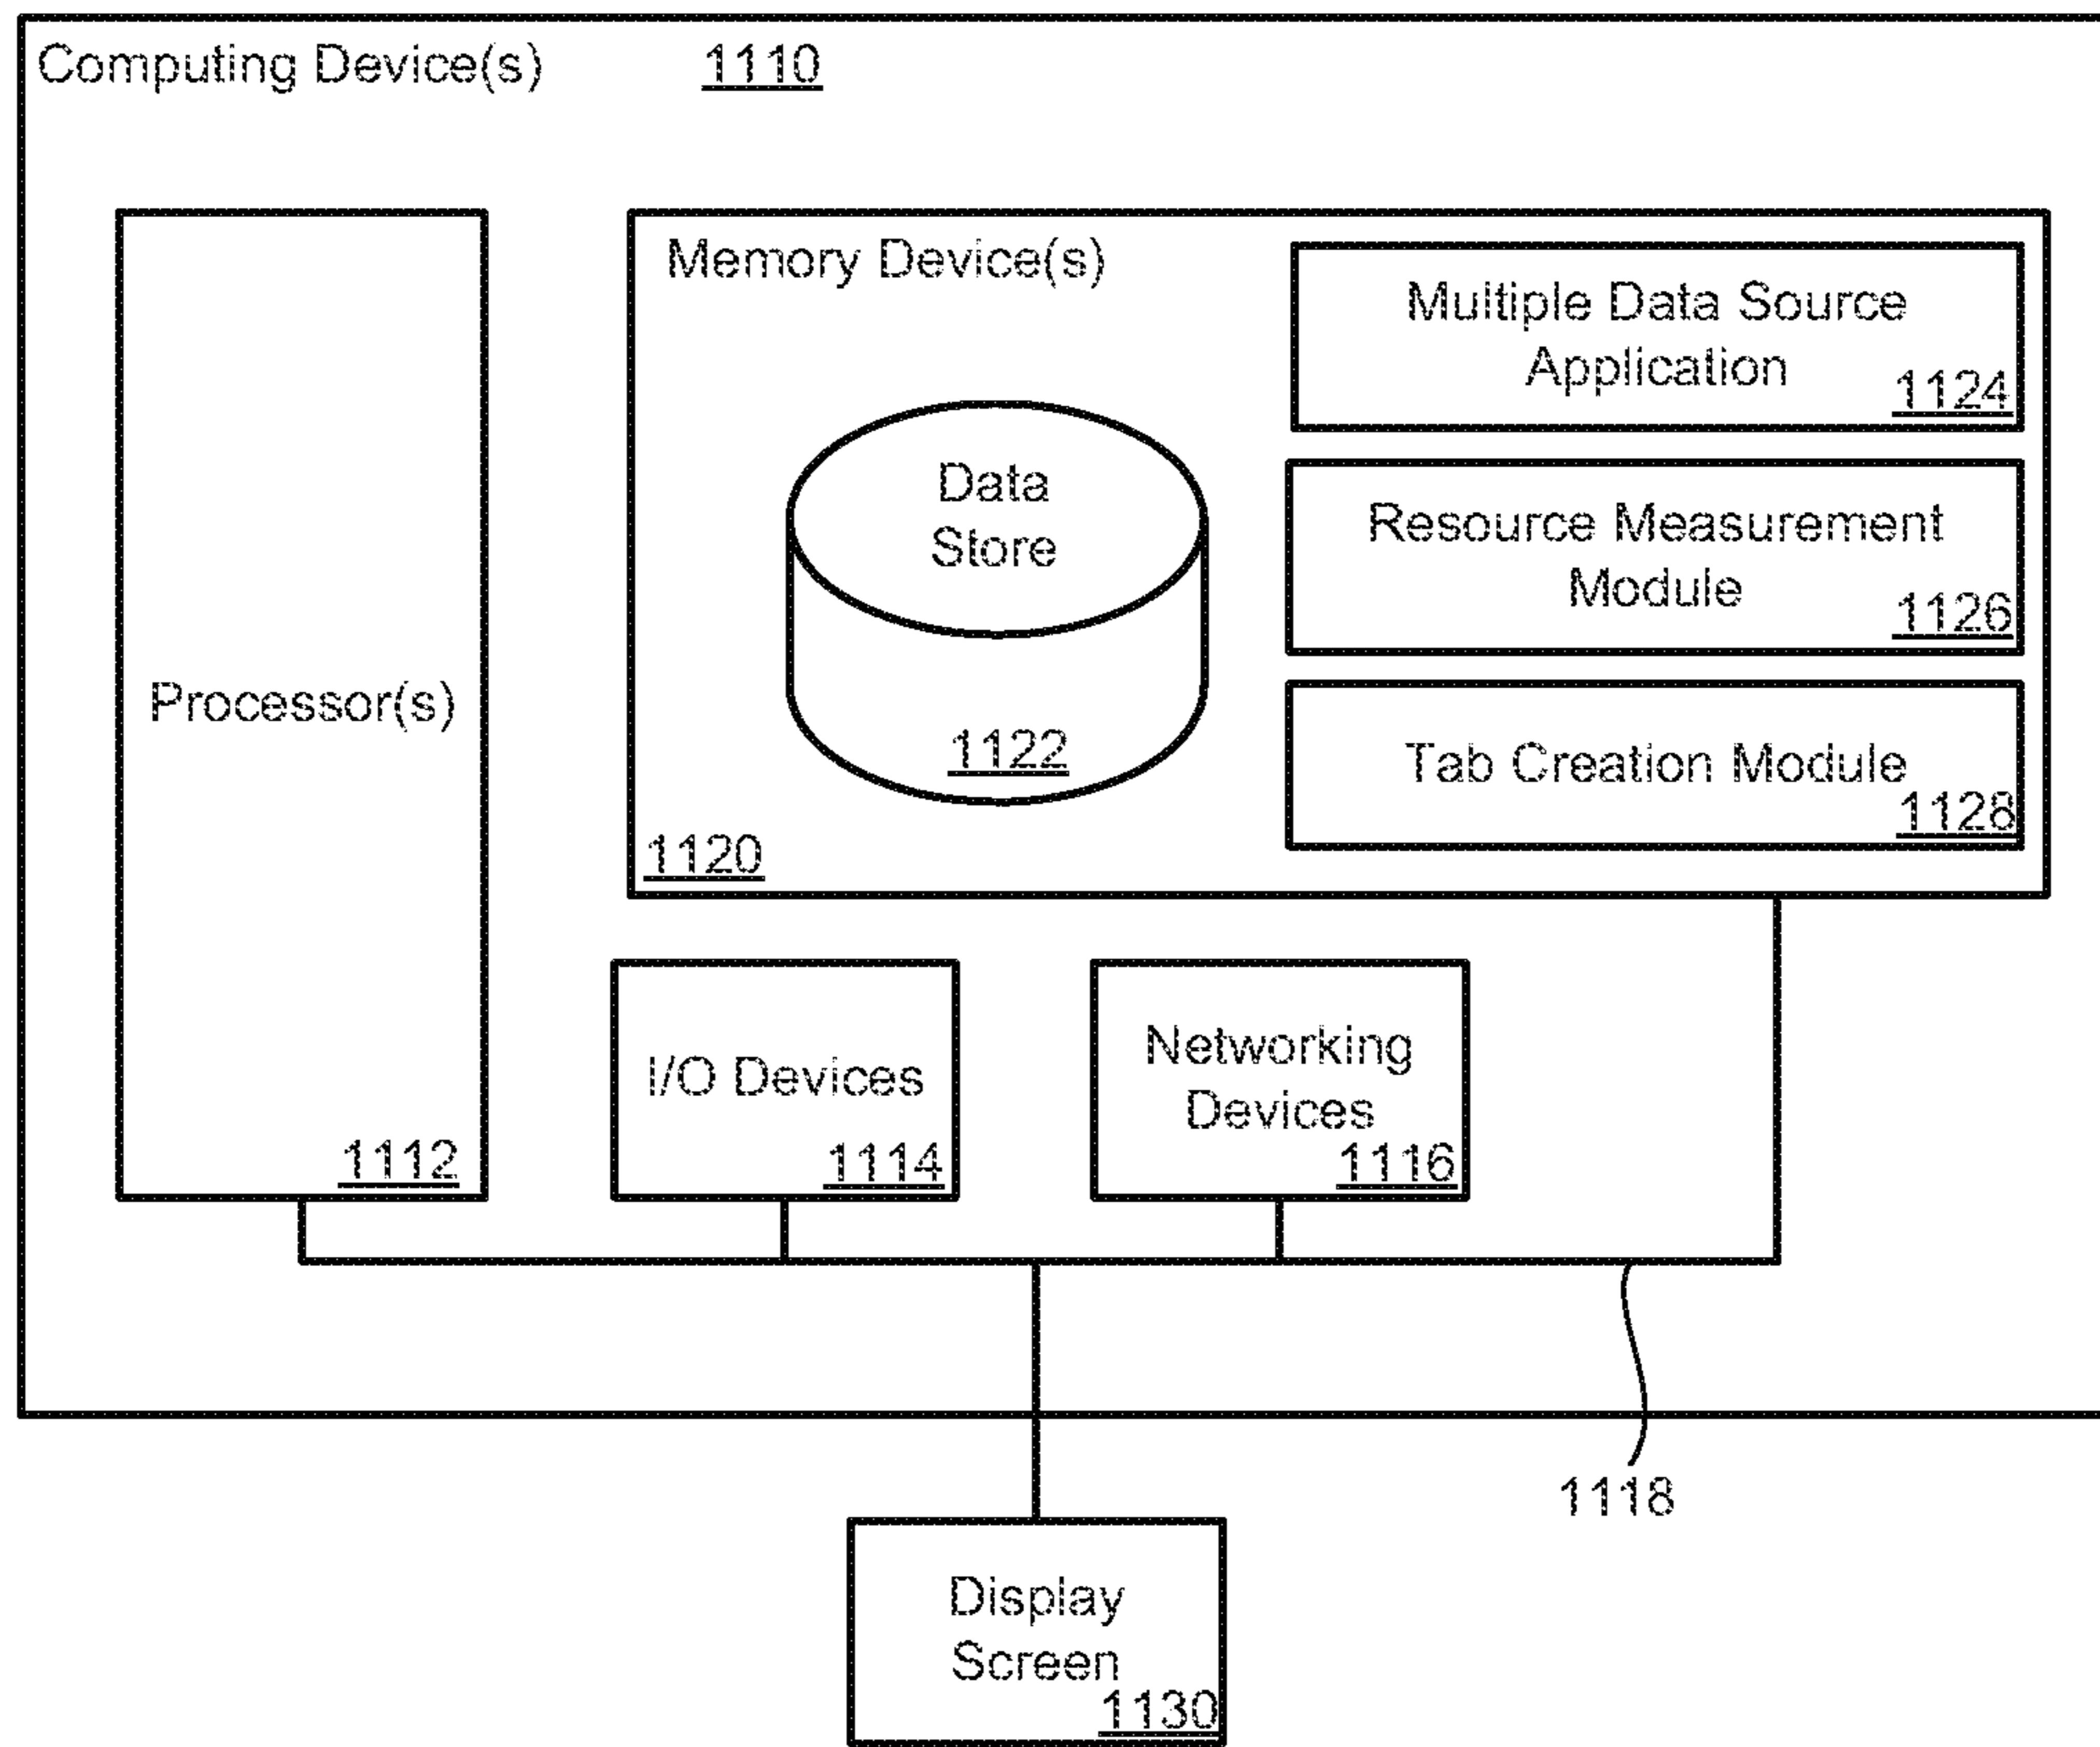 Computing Device(s) 1110
Memory Device(s)
Multiple Data Source
Application
1124
Data
Store
1122
Resource Measurement
Module
1126
Tab Creation Module
1128
1120
Processor(s)
1112
I/O Devices
1114
Networking
Devices
1116
1118
Display
Screen
1130